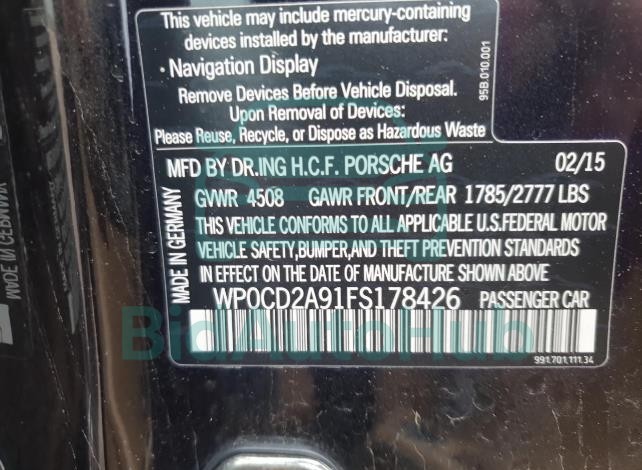 This vehicle may include mercury-containing
devices installed by the manufacturer:
· Navigation Display
Remove Devices Before Vehicle Disposal.
Upon Removal of Devices:
Please Reuse, Recycle, or Dispose as Hazardous Waste
95B.010.001
MFD BY DR.ING H.C.F. PORSCHE AG 02/15
GVWR 4508 GAWR FRONT/REAR 1785/2777 LBS
THIS VEHICLE CONFORMS TO ALL APPLICABLE U.S.FEDERAL MOTOR
VEHICLE SAFETY,BUMPER,AND THEFT PREVENTION STANDARDS
IN EFFECT ON THE DATE OF MANUFACTURE SHOWN ABOVE
WP0CD2A91FS178426 PASSENGER CAR
MADE IN GERMANY
991.701.111.34
BidAutoHub